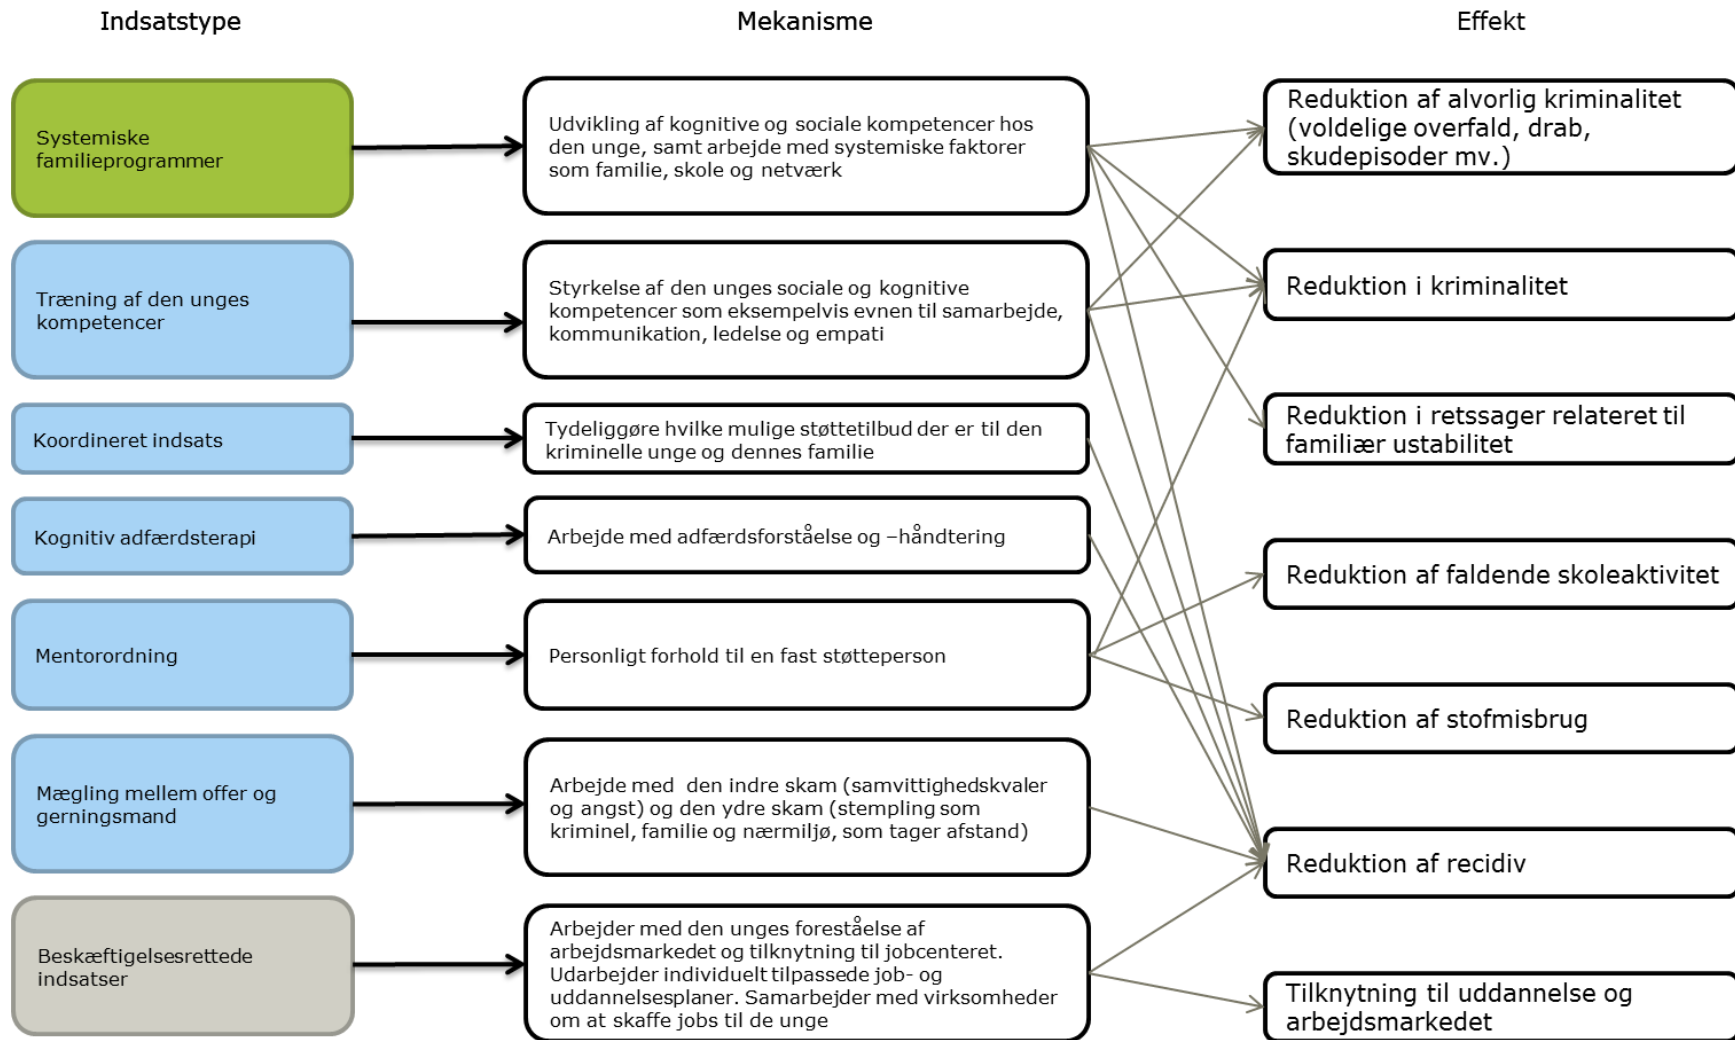 Indsatstype
Mekanisme
Effekt
Systemiske
familieprogrammer
Udvikling af kognitive og sociale kompetencer hos
den unge, samt arbejde med systemiske faktorer
som familie, skole og netværk
Reduktion af alvorlig kriminalitet
(voldelige overfald, drab,
skudepisoder mv.)
Træning af den unges
kompetencer
Styrkelse af den unges sociale og kognitive
kompetencer som eksempelvis evnen til samarbejde,
kommunikation, ledelse og empati
Reduktion i kriminalitet
Koordineret indsats
Tydeliggøre hvilke mulige støttetilbud der er til den
kriminelle unge og dennes familie
Reduktion i retssager relateret til
familiær ustabilitet
Kognitiv adfærdsterapi
Arbejde med adfærdsforståelse og –håndtering
Reduktion af faldende skoleaktivitet
Mentorordning
Personligt forhold til en fast støtteperson
Reduktion af stofmisbrug
Mægling mellem offer og
gerningsmand
Arbejde med  den indre skam (samvittighedskvaler
og angst) og den ydre skam (stempling som
kriminel, familie og nærmiljø, som tager afstand)
Reduktion af recidiv
Beskæftigelsesrettede
indsatser
Arbejder med den unges foreståelse af
arbejdsmarkedet og tilknytning til jobcenteret.
Udarbejder individuelt tilpassede job- og
uddannelsesplaner. Samarbejder med virksomheder
om at skaffe jobs til de unge
Tilknytning til uddannelse og
arbejdsmarkedet